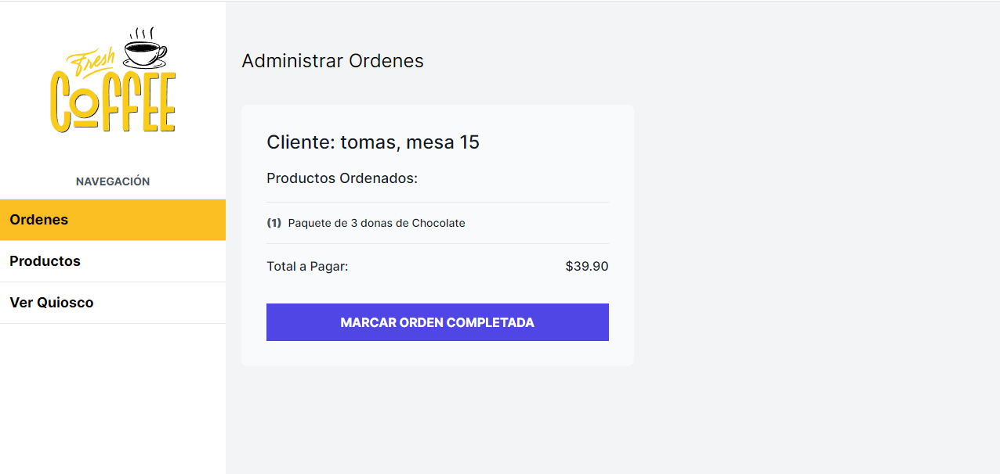 Fresh
COFFEE
NAVEGACIÓN
Ordenes
Productos
Ver Quiosco
Administrar Ordenes
Cliente: tomas, mesa 15
Productos Ordenados:
(1) Paquete de 3 donas de Chocolate
Total a Pagar: $39.90
MARCAR ORDEN COMPLETADA